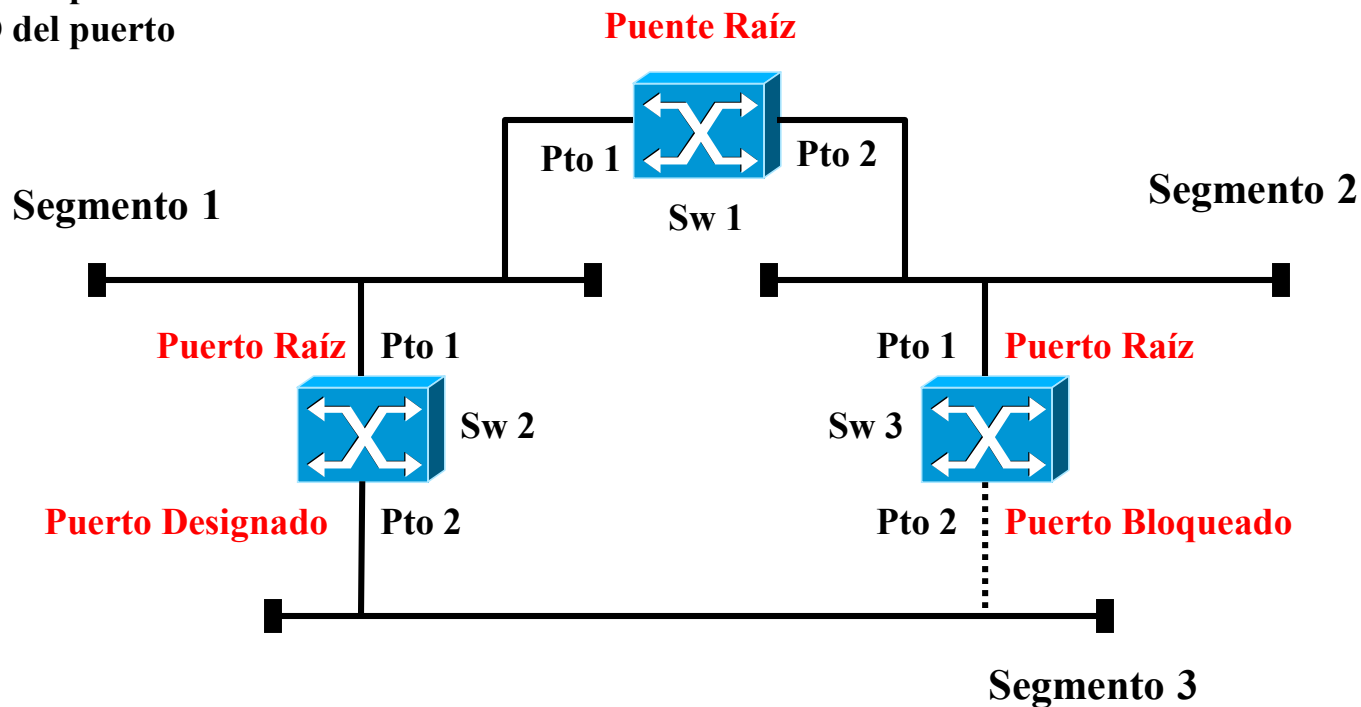 del puerto
Puente Raíz
Pto 1
Pto 2
Segmento 1
Segmento 2
Sw 1
Puerto Raíz
Pto 1
Pto 1
Puerto Raíz
Sw 2
Sw 3
Puerto Designado
Pto 2
Pto 2
Puerto Bloqueado
Segmento 3